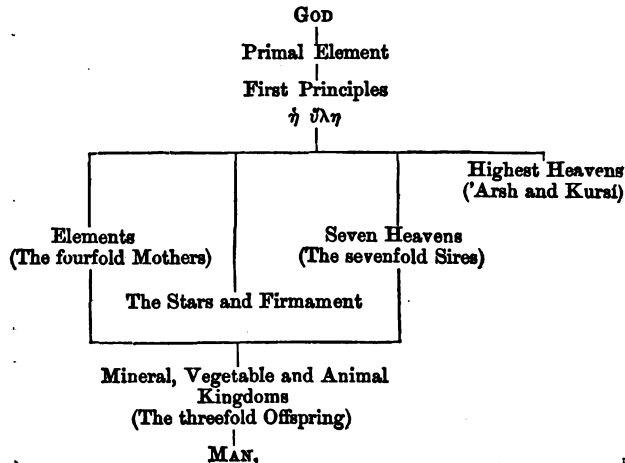 GOD
Primal Element
First Principles
ἡ ὕλη
Highest Heavens
('Arsh and Kursí)
Elements
(The fourfold Mothers)
Seven Heavens
(The sevenfold Sires)
The Stars and Firmament
Mineral, Vegetable and Animal
Kingdoms
(The threefold Offspring)
MAN,